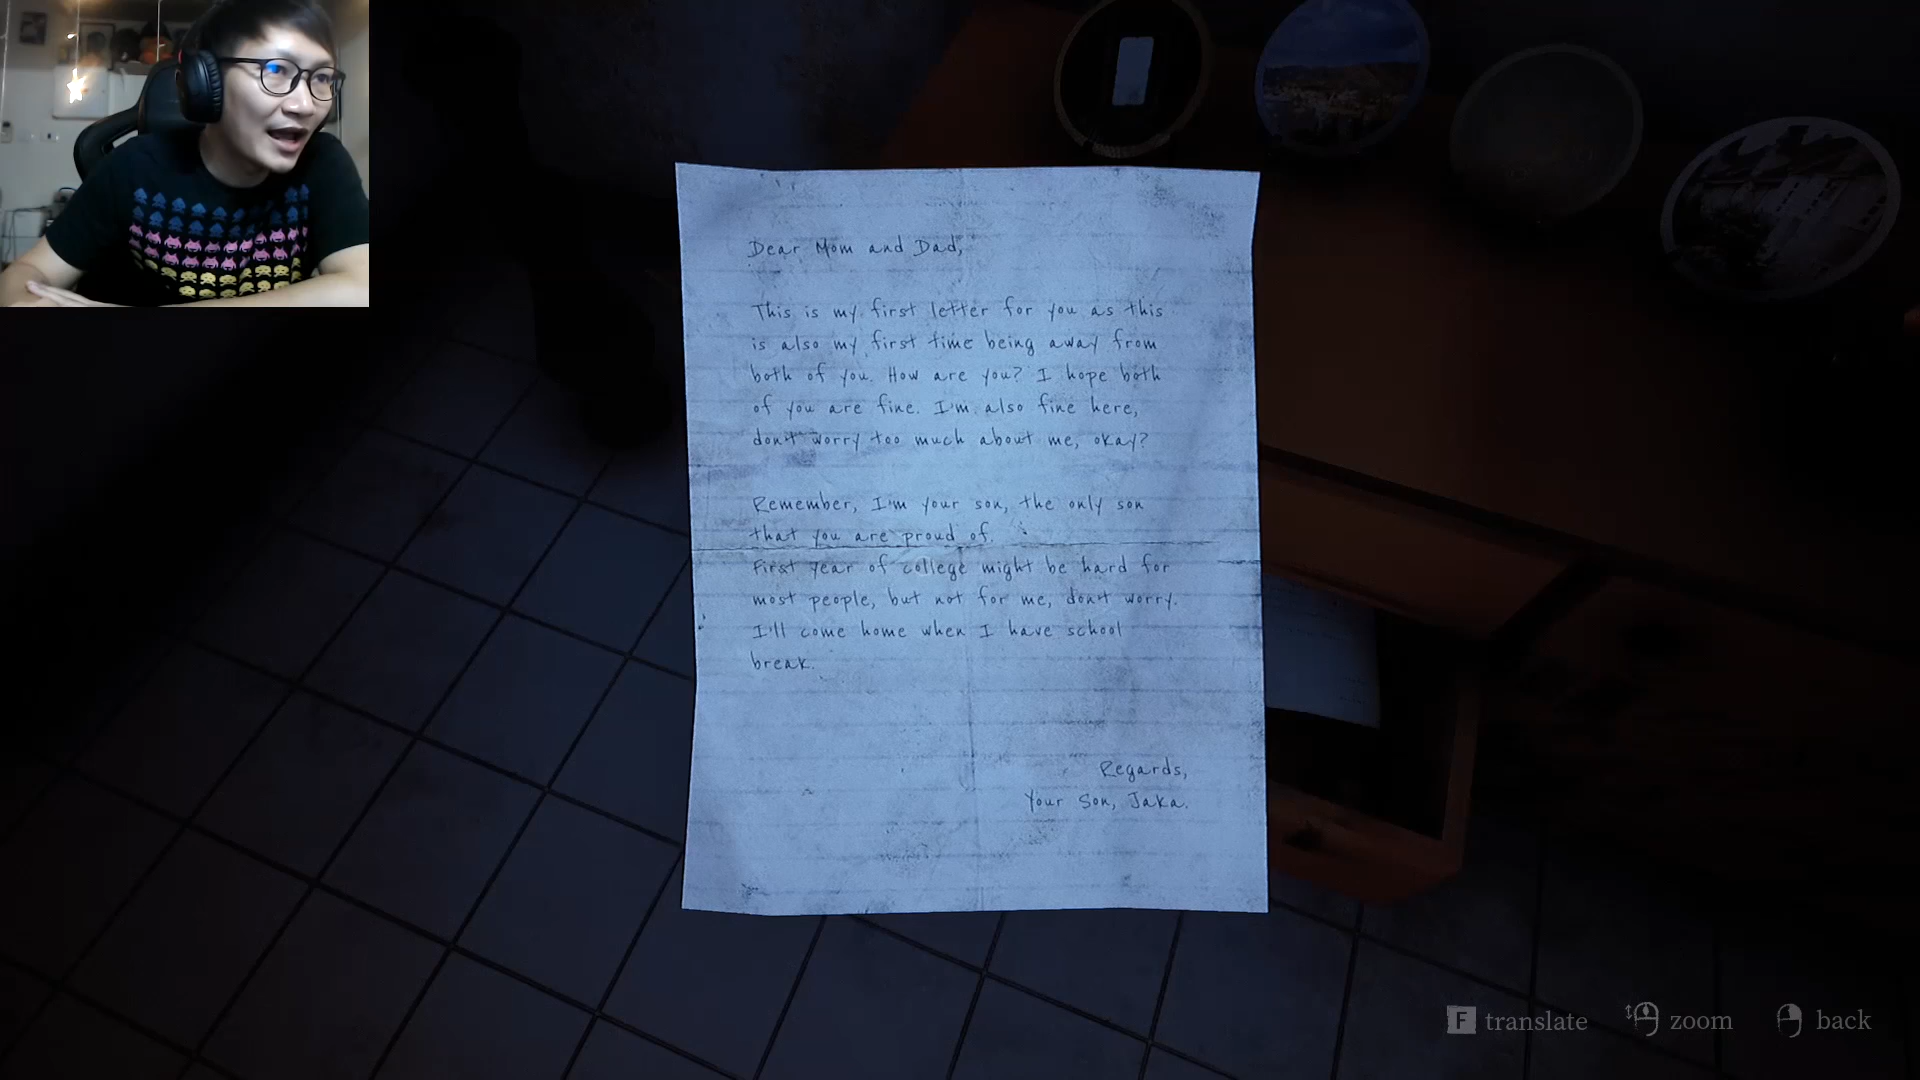 Dear Mom and Dad,
This is my first letter for you as this
is also my first time being away from
both of you. How are you? I hope both
of you are fine. I'm also fine here,
don't worry too much about me, okay?
Remember, I'm your son, the only son
that you are proud of.
First year of college might be hard for
most people, but not for me, don't worry.
I'll come home when I have school
break.
Regards,
Your Son, Jaka.
F translate zoom back